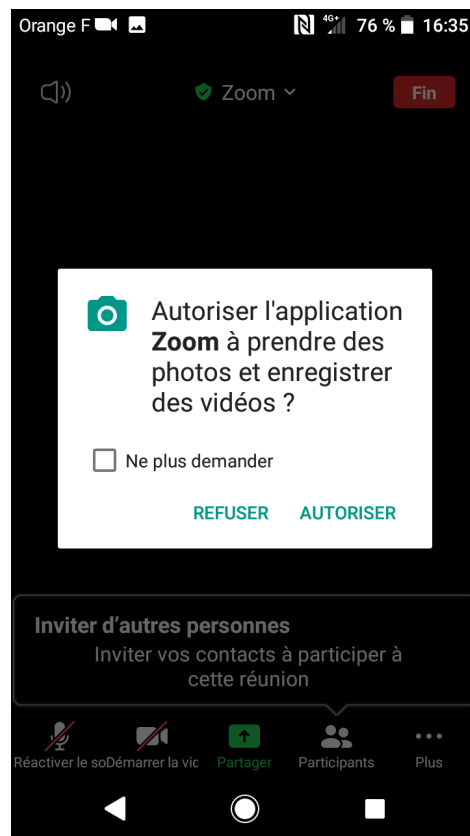 Orange F 4G+ 76 % 16:35
Zoom Fin
Autoriser l'application
Zoom à prendre des
photos et enregistrer
des vidéos ?
Ne plus demander
REFUSER AUTORISER
Inviter d'autres personnes
Inviter vos contacts à participer à
cette réunion
Réactiver le so Démarrer la vic Partager Participants Plus